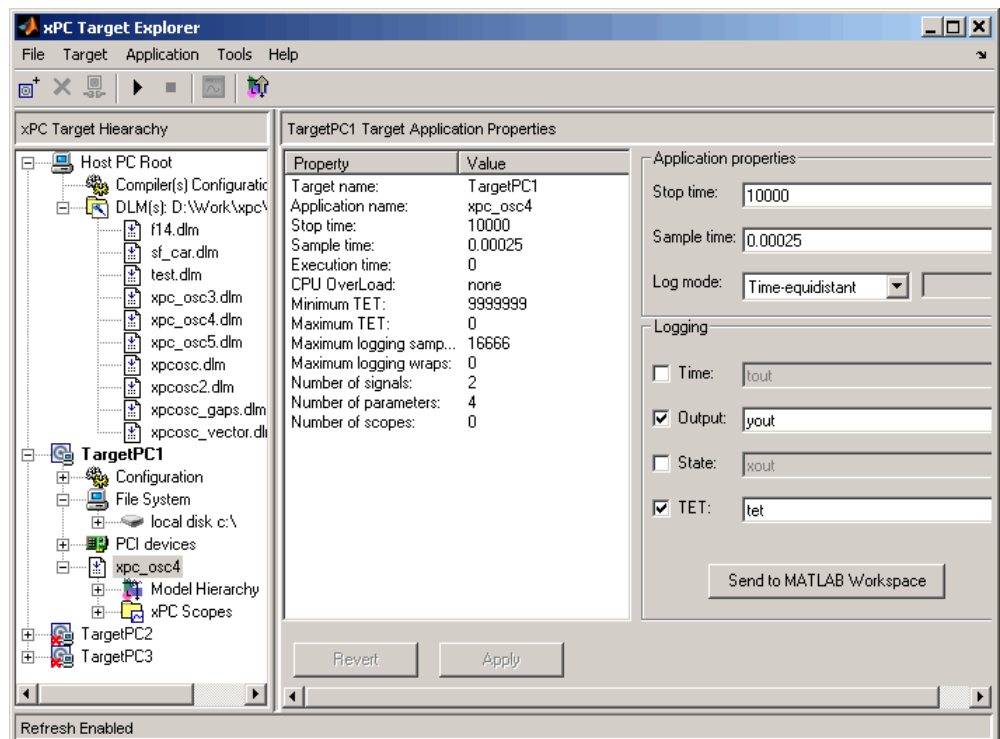 xPC Target Explorer
File Target Application Tools Help
xPC Target Hiearachy
Host PC Root
Compiler(s) Configuratic
DLM(s): D:\Work\xpc\
f14.dlm
sf_car.dlm
test.dlm
xpc_osc3.dlm
xpc_osc4.dlm
xpc_osc5.dlm
xpcosc.dlm
xpcosc2.dlm
xpcosc_gaps.dlm
xpcosc_vector.dl
TargetPC1
Configuration
File System
local disk c:\
PCI devices
xpc_osc4
Model Hierarchy
xPC Scopes
TargetPC2
TargetPC3
TargetPC1 Target Application Properties
Property Value
Target name: TargetPC1
Application name: xpc_osc4
Stop time: 10000
Sample time: 0.00025
Execution time: 0
CPU OverLoad: none
Minimum TET: 9999999
Maximum TET: 0
Maximum logging samp... 16666
Maximum logging wraps: 0
Number of signals: 2
Number of parameters: 4
Number of scopes: 0
Application properties
Stop time: 10000
Sample time: 0.00025
Log mode: Time-equidistant
Logging
Time: tout
Output: yout
State: xout
TET: tet
Send to MATLAB Workspace
Revert Apply
Refresh Enabled